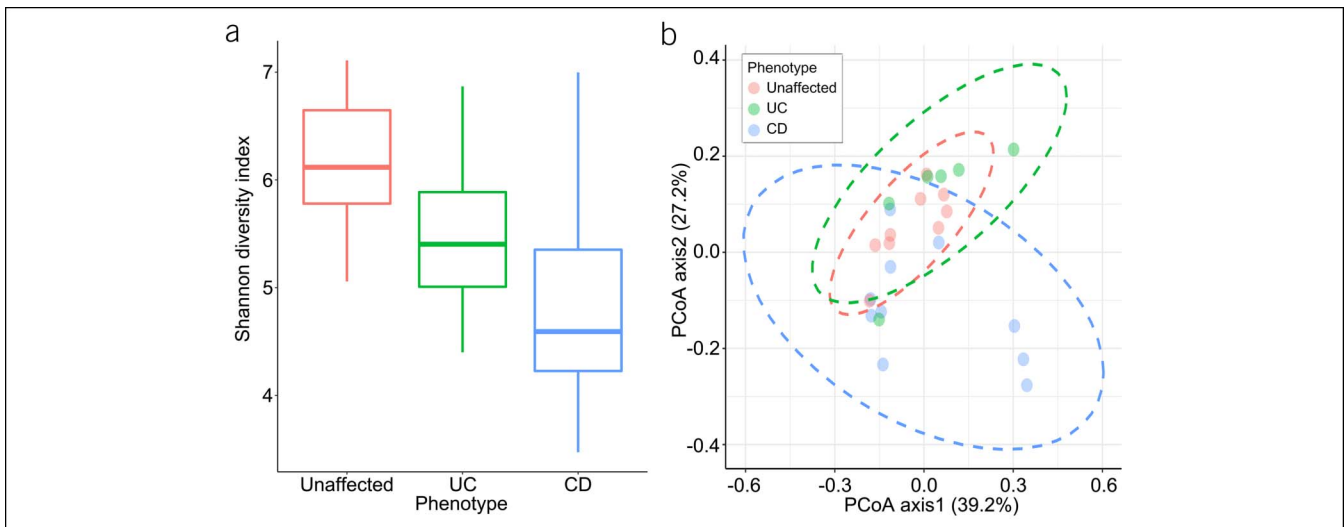 a
Shannon diversity index
7
6
5
4
Unaffected
UC
CD
Phenotype
b
PCoA axis2 (27.2%)
0.4
0.2
0.0
-0.2
-0.4
Phenotype
Unaffected
UC
CD
-0.6
-0.3
0.0
0.3
0.6
PCoA axis1 (39.2%)